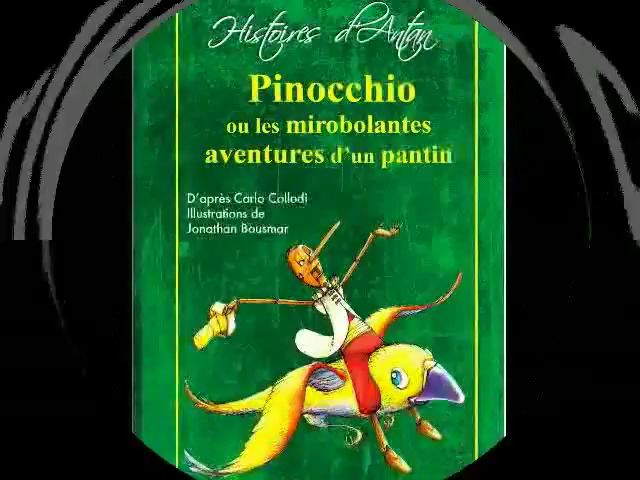 Histoires d'Antan
Pinocchio
ou les mirobolantes
aventures d'un pantin
D'après Carlo Collodi
Illustrations de
Jonathan Bousmar